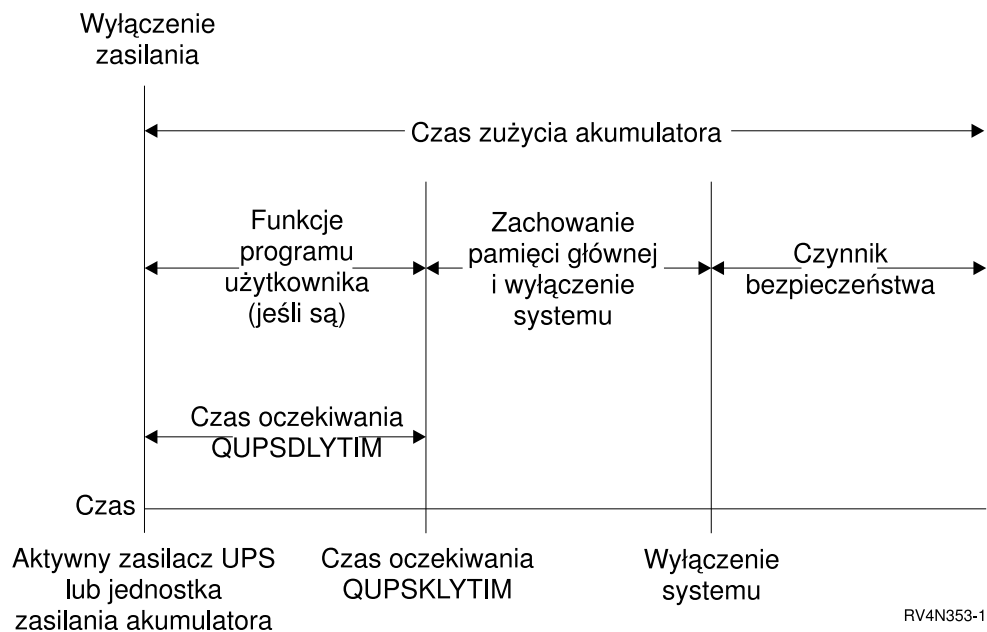 Wyłączenie
zasilania
Czas zużycia akumulatora
Funkcje
programu
użytkownika
(jeśli są)
Zachowanie
pamięci głównej
i wyłączenie
systemu
Czynnik
bezpieczeństwa
Czas oczekiwania
QUPSDLYTIM
Czas
Aktywny zasilacz UPS
lub jednostka
zasilania akumulatora
Czas oczekiwania
QUPSKLYTIM
Wyłączenie
systemu
RV4N353-1